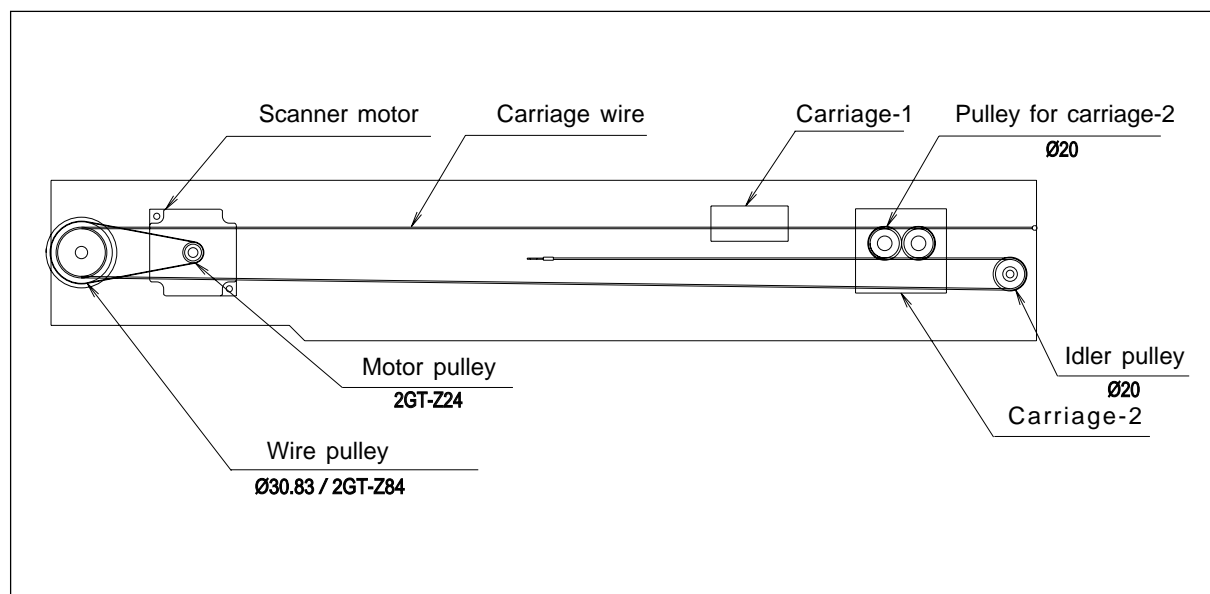 Scanner motor
Carriage wire
Carriage-1
Pulley for carriage-2
Ø20
Motor pulley
2GT-Z24
Idler pulley
Ø20
Carriage-2
Wire pulley
Ø30.83 / 2GT-Z84